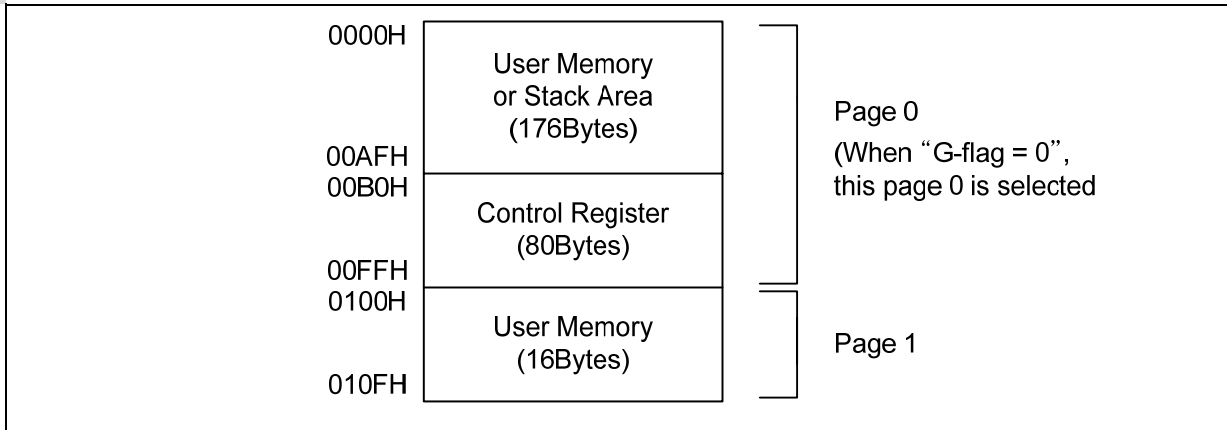 0000H
User Memory
or Stack Area
(176Bytes)
00AFH
00B0H
Control Register
(80Bytes)
00FFH
0100H
User Memory
(16Bytes)
010FH
Page 0
(When “G-flag = 0”,
this page 0 is selected
Page 1